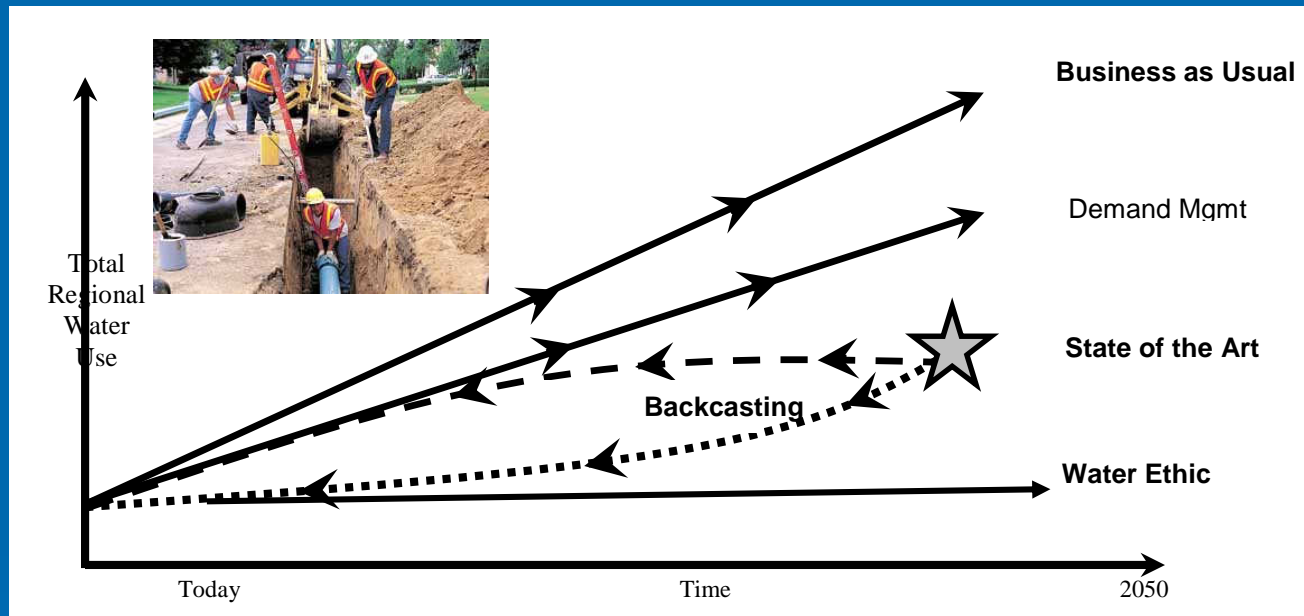 Business as Usual
Demand Mgmt
Total
Regional
Water
Use
State of the Art
Backcasting
Water Ethic
Today
Time
2050